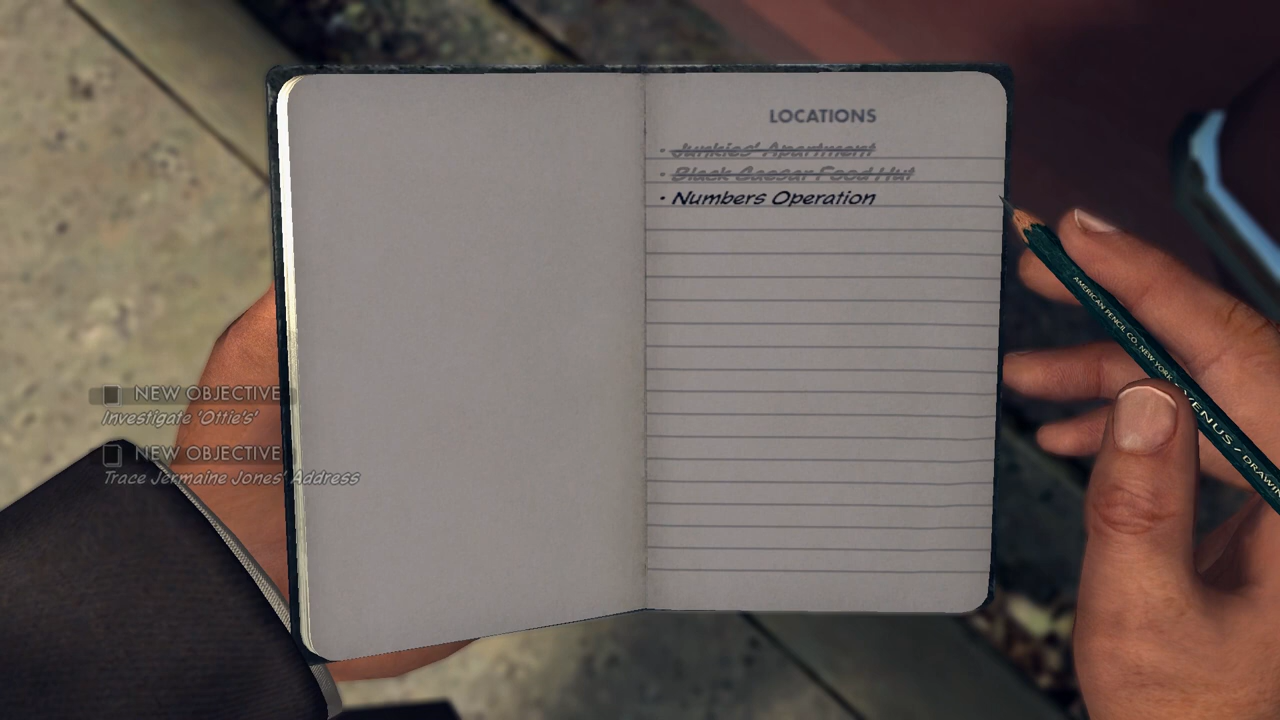 LOCATIONS
· Junkies' Apartment
· Black Caesar Food Hut
· Numbers Operation
NEW OBJECTIVE
Investigate 'Ottie's'
NEW OBJECTIVE
Trace Jermaine Jones' Address
AMERICAN PENCIL CO. NEW YORK VENUS / DRAWIN